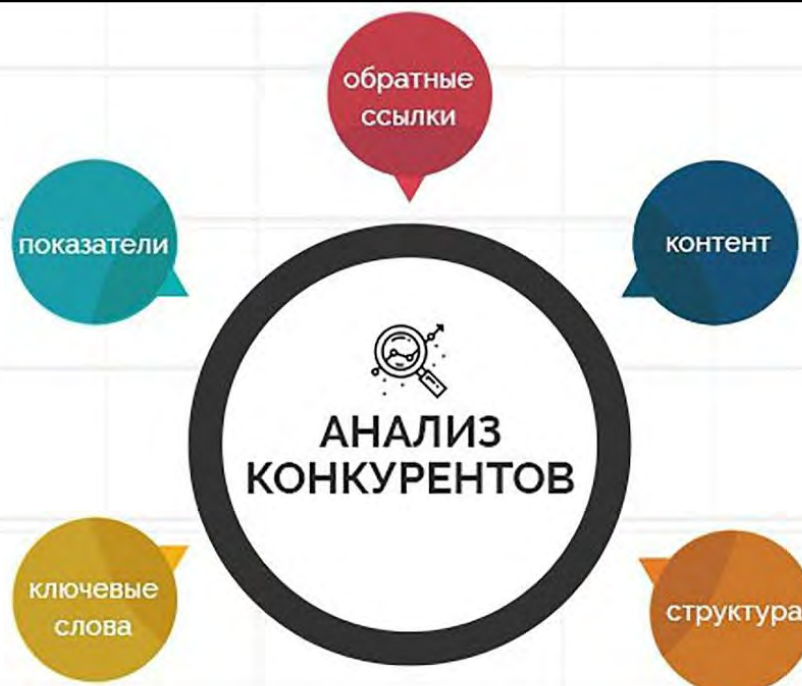 обратные
ссылки
показатели
контент
АНАЛИЗ
КОНКУРЕНТОВ
ключевые
слова
структура